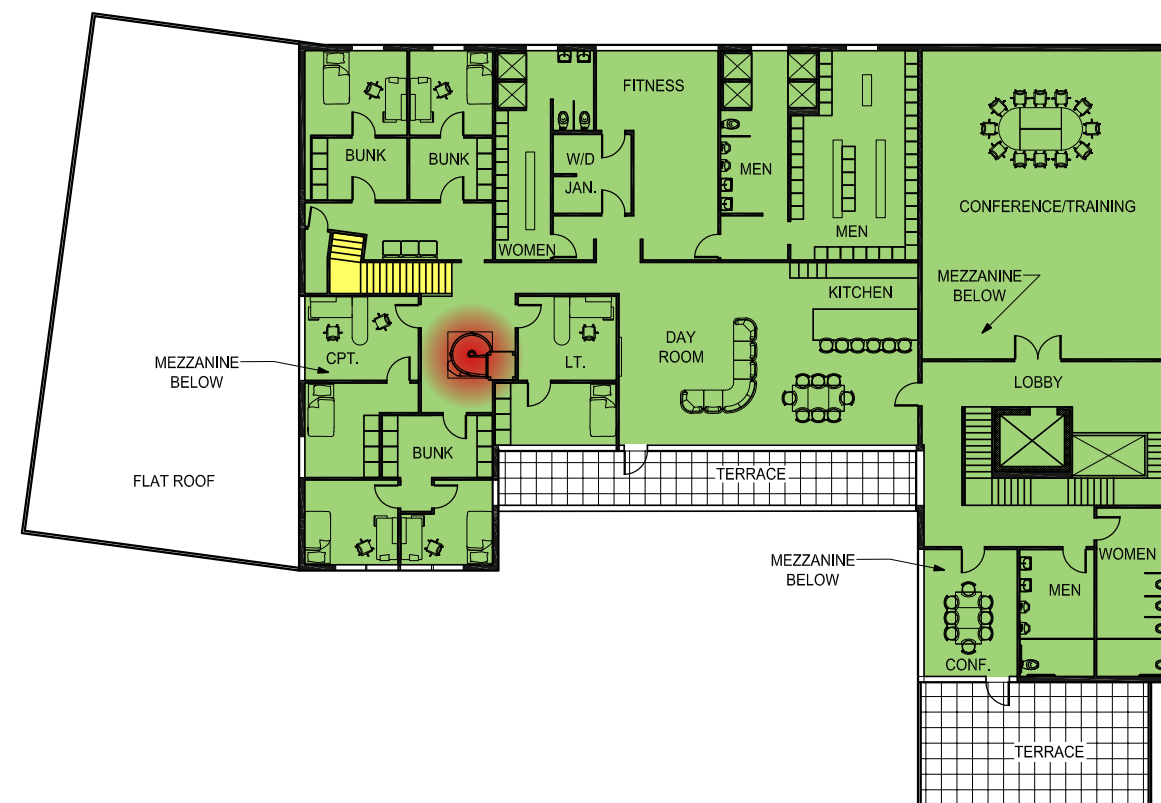 FITNESS
BUNK
BUNK
W/D
JAN.
MEN
WOMEN
MEN
CONFERENCE/TRAINING
MEZZANINE
BELOW
KITCHEN
DAY
ROOM
CPT.
LT.
MEZZANINE
BELOW
LOBBY
BUNK
FLAT ROOF
TERRACE
MEZZANINE
BELOW
WOMEN
MEN
CONF.
TERRACE